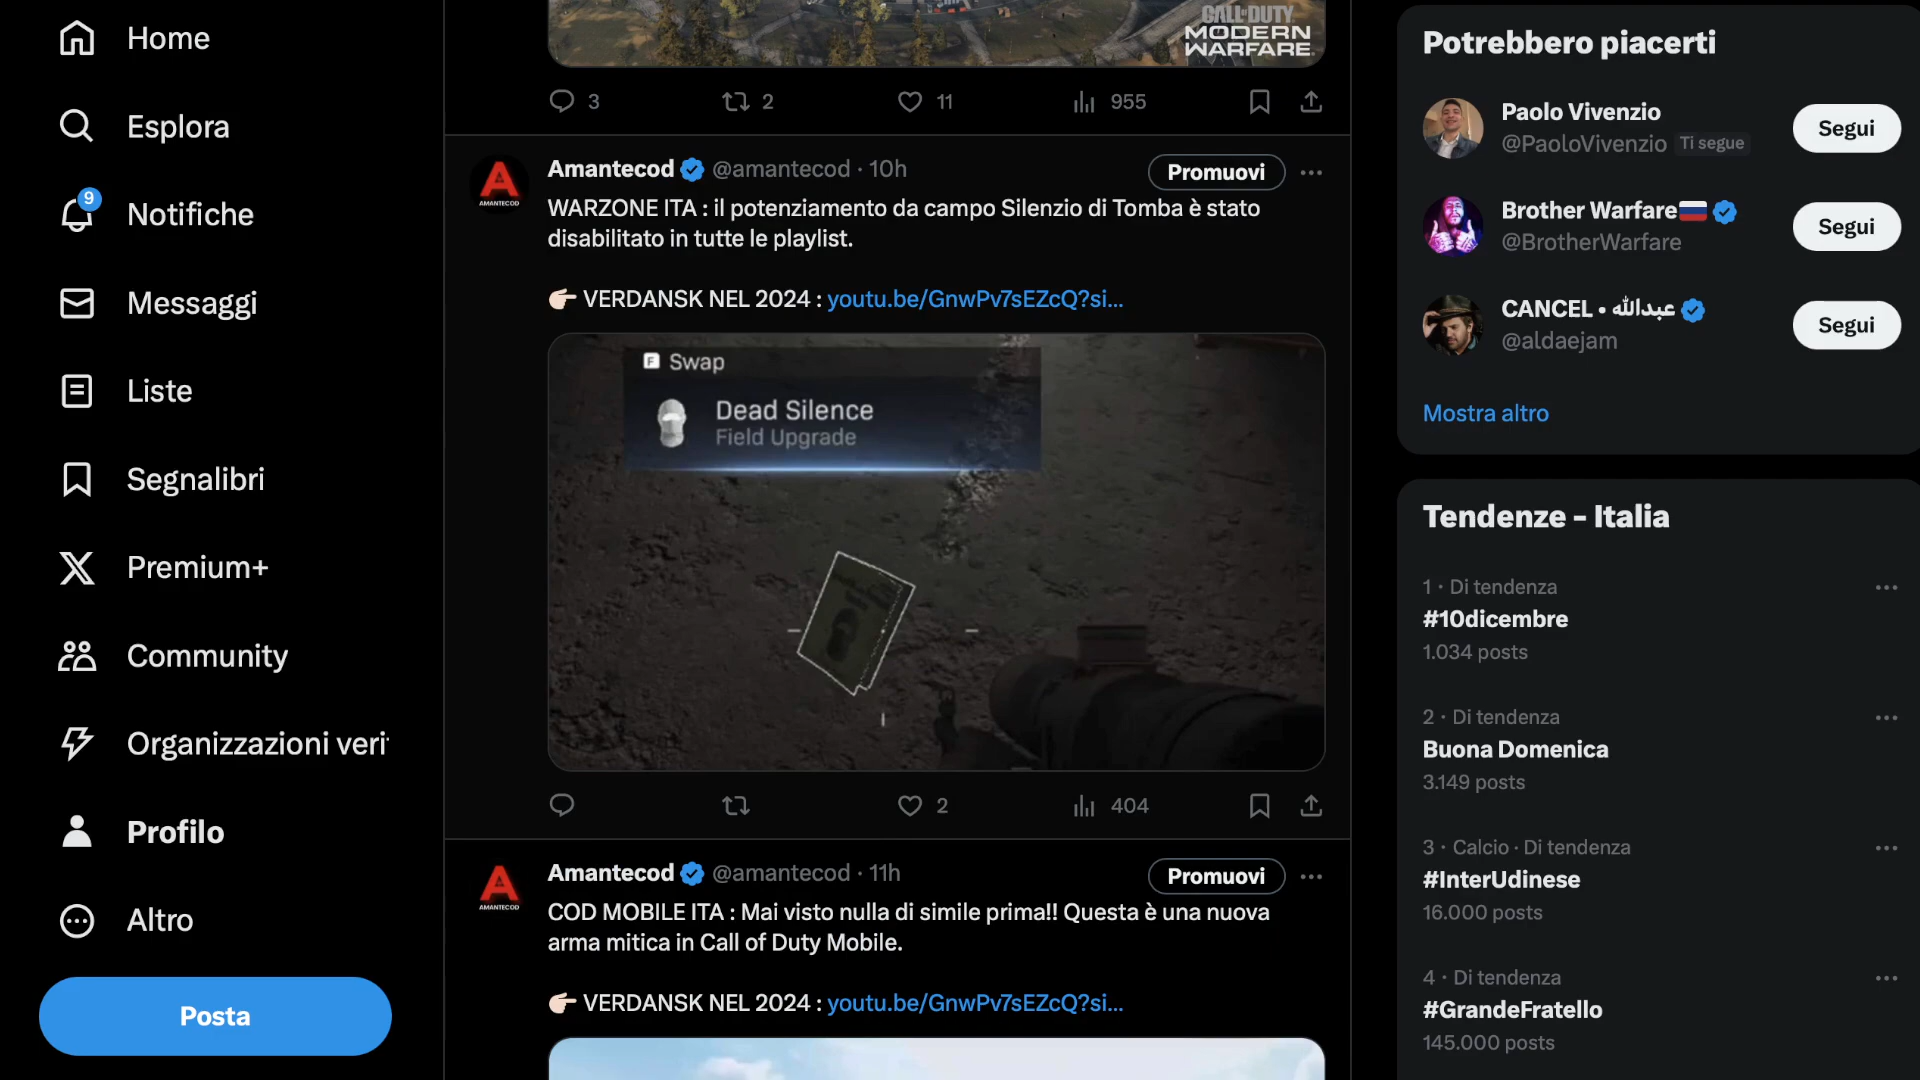 Home
Esplora
9
Notifiche
Messaggi
Liste
Segnalibri
Premium+
Community
Organizzazioni veri
Profilo
Altro
Posta
CALL OF DUTY
MODERN
WARFARE
3 2 11 955
Amantecod @amantecod · 10h
Promuovi
WARZONE ITA : il potenziamento da campo Silenzio di Tomba è stato
disabilitato in tutte le playlist.
👉🏻 VERDANSK NEL 2024 : youtu.be/GnwPv7sEZcQ?si...
F Swap
Dead Silence
Field Upgrade
2 404
AMANTECOD
Amantecod @amantecod · 11h
Promuovi
AMANTECOD
COD MOBILE ITA : Mai visto nulla di simile prima!! Questa è una nuova
arma mitica in Call of Duty Mobile.
👉🏻 VERDANSK NEL 2024 : youtu.be/GnwPv7sEZcQ?si...
Potrebbero piacerti
Paolo Vivenzio
@PaoloVivenzio Ti segue
Segui
Brother Warfare🇷🇺
@BrotherWarfare
Segui
CANCEL • عبدالله
@aldaejam
Segui
Mostra altro
Tendenze - Italia
1 · Di tendenza
#10dicembre
1.034 posts
2 · Di tendenza
Buona Domenica
3.149 posts
3 · Calcio · Di tendenza
#InterUdinese
16.000 posts
4 · Di tendenza
#GrandeFratello
145.000 posts